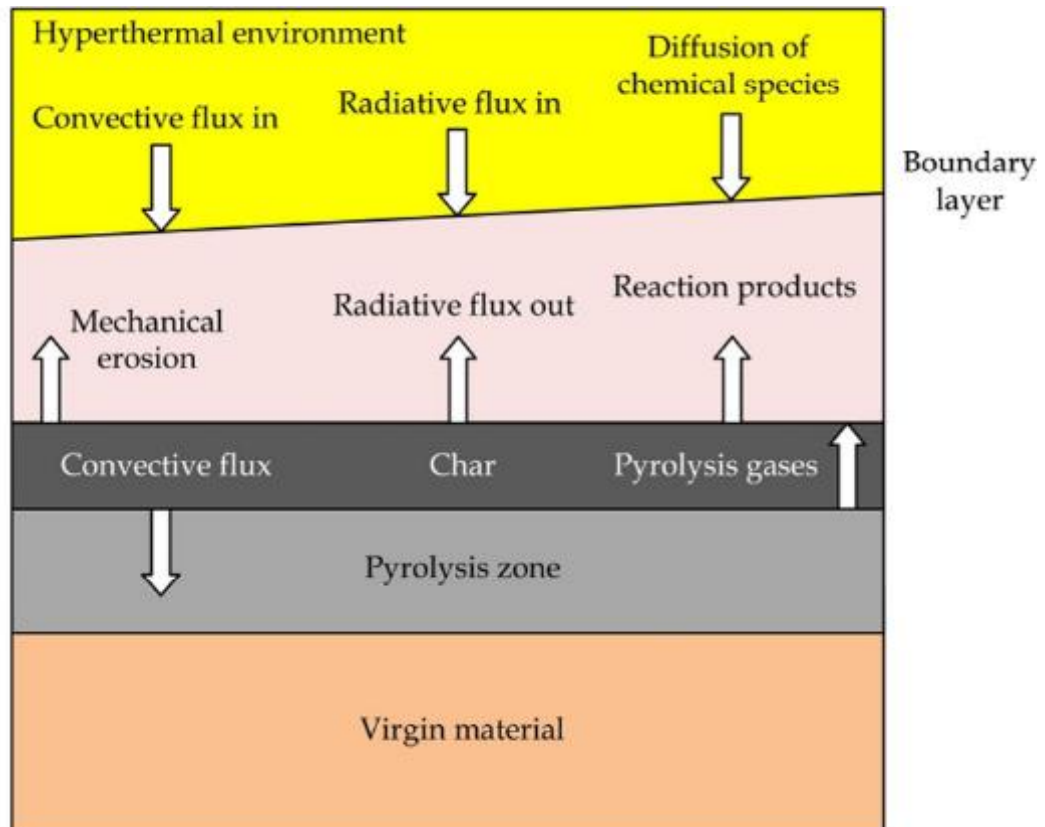 Hyperthermal environment
Diffusion of
chemical species
Convective flux in
Radiative flux in
Boundary
layer
Mechanical
erosion
Radiative flux out
Reaction products
Convective flux
Char
Pyrolysis gases
Pyrolysis zone
Virgin material